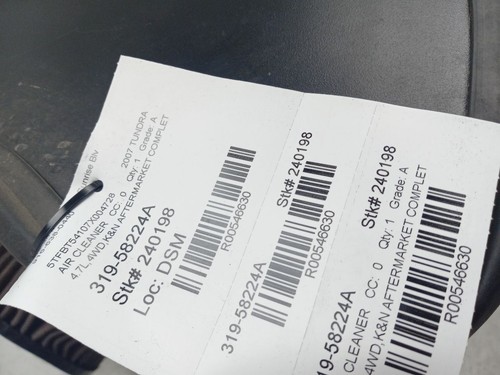 Blv
5TFBT54107X004728 2007 TUNDRA
AIR CLEANER CC: 0 Qty: 1 Grade: A
4.7L,4WD,K&N AFTERMARKET COMPLET
319-58224A
Stk# 240198
Loc: DSM
R00546630
Stk# 240198
319-58224A
R00546630
Stk# 240198
319-58224A
CLEANER CC: 0 Qty: 1 Grade: A
4WD,K&N AFTERMARKET COMPLET
R00546630